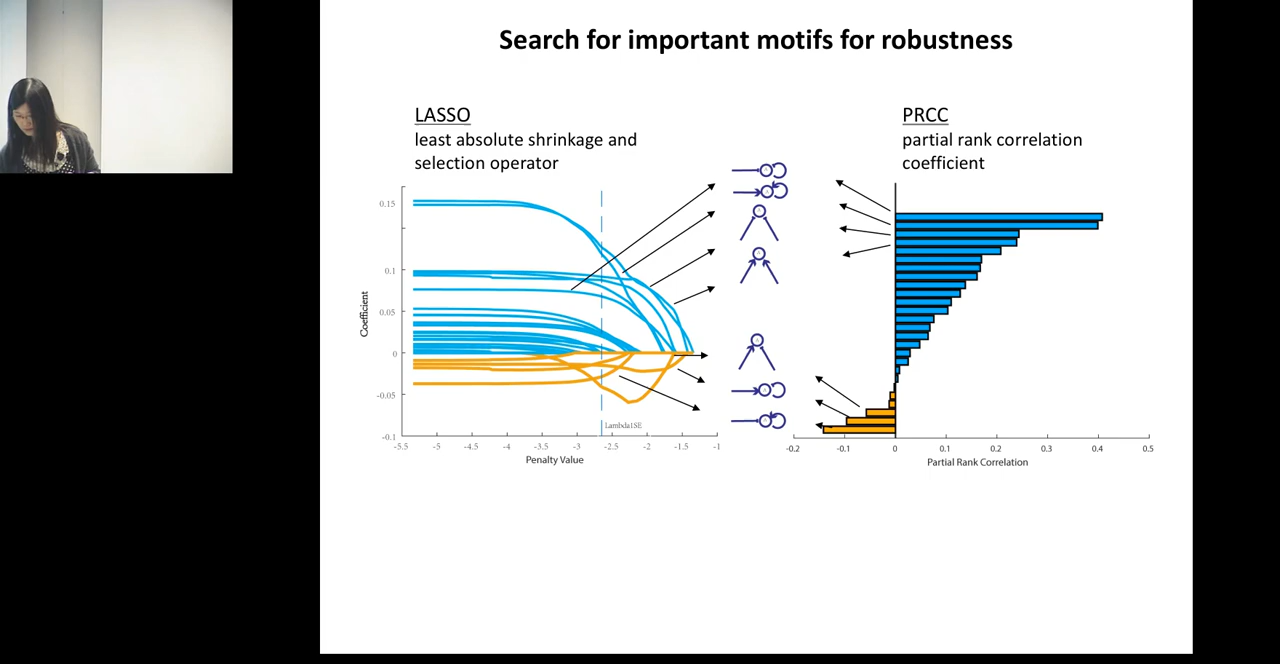 Search for important motifs for robustness
LASSO
least absolute shrinkage and
selection operator
PRCC
partial rank correlation
coefficient
0.15
0.1
0.05
0
-0.05
-0.1
Coefficient
Lambda1SE
-5.5 -5 -4.5 -4 -3.5 -3 -2.5 -2 -1.5 -1
Penalty Value
-0.2 -0.1 0 0.1 0.2 0.3 0.4 0.5
Partial Rank Correlation